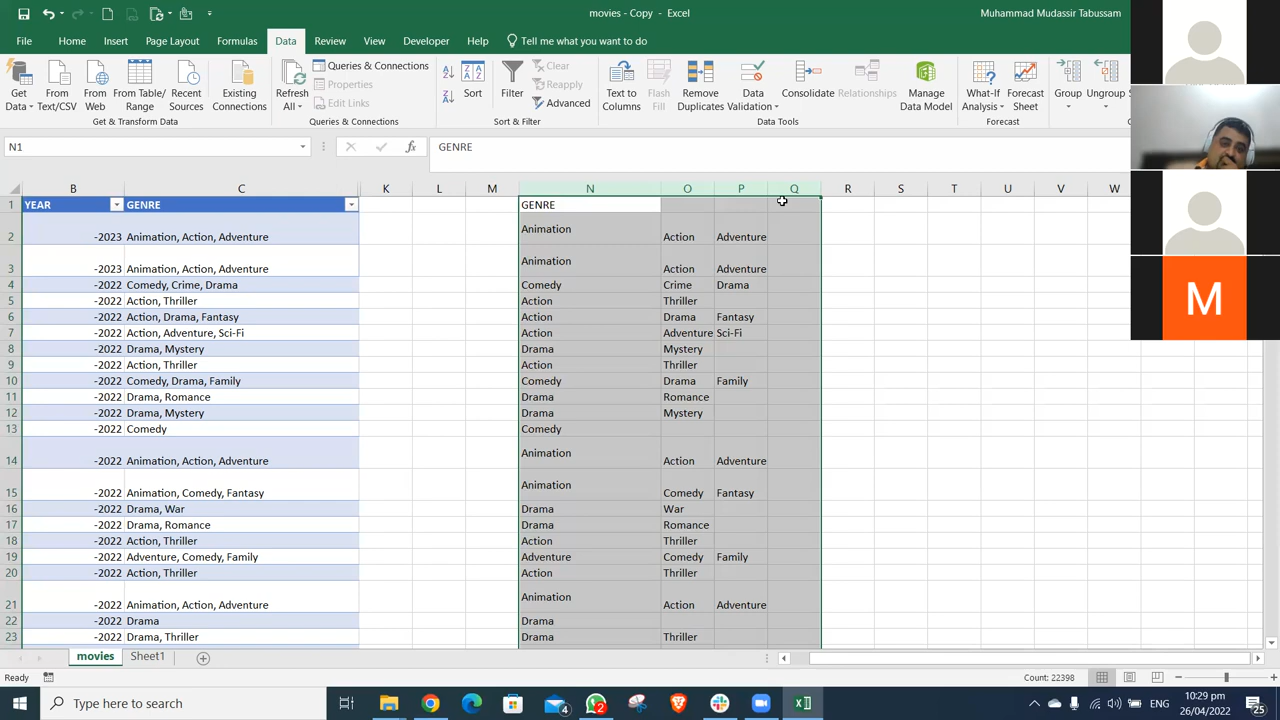 movies - Copy - Excel
Muhammad Mudassir Tabussam
File Home Insert Page Layout Formulas Data Review View Developer Help Tell me what you want to do
Get Data From Text/CSV From Web From Table/ Range Recent Sources Existing Connections
Refresh All Queries & Connections Properties Edit Links
Sort Filter Clear Reapply Advanced
Text to Columns Flash Fill Remove Duplicates Data Validation Consolidate Relationships Manage Data Model
What-If Analysis Forecast Sheet Group Ungroup
Get & Transform Data Queries & Connections Sort & Filter Data Tools Forecast
N1 fx GENRE
B C K L M N O P Q R S T U V W
1 YEAR GENRE GENRE
2 -2023 Animation, Action, Adventure Animation Action Adventure
3 -2023 Animation, Action, Adventure Animation Action Adventure
4 -2022 Comedy, Crime, Drama Comedy Crime Drama
5 -2022 Action, Thriller Action Thriller
6 -2022 Action, Drama, Fantasy Action Drama Fantasy
7 -2022 Action, Adventure, Sci-Fi Action Adventure Sci-Fi
8 -2022 Drama, Mystery Drama Mystery
9 -2022 Action, Thriller Action Thriller
10 -2022 Comedy, Drama, Family Comedy Drama Family
11 -2022 Drama, Romance Drama Romance
12 -2022 Drama, Mystery Drama Mystery
13 -2022 Comedy Comedy
14 -2022 Animation, Action, Adventure Animation Action Adventure
15 -2022 Animation, Comedy, Fantasy Animation Comedy Fantasy
16 -2022 Drama, War Drama War
17 -2022 Drama, Romance Drama Romance
18 -2022 Action, Thriller Action Thriller
19 -2022 Adventure, Comedy, Family Adventure Comedy Family
20 -2022 Action, Thriller Action Thriller
21 -2022 Animation, Action, Adventure Animation Action Adventure
22 -2022 Drama Drama
23 -2022 Drama, Thriller Drama Thriller
M
movies Sheet1
Ready Count: 22398
Type here to search 4 2 ENG 10:29 pm
26/04/2022 25